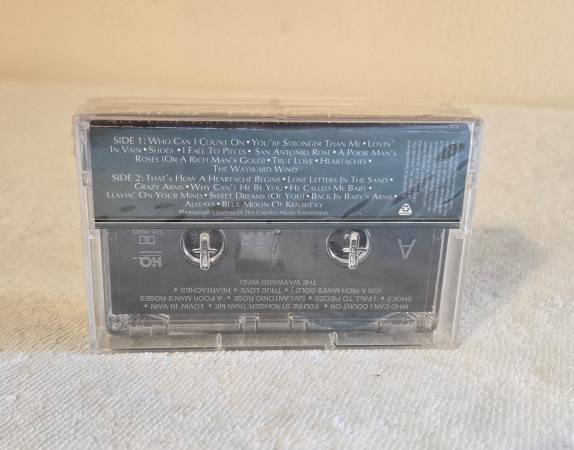 SIDE 1: WHO CAN I COUNT ON • YOU'RE STRONGER THAN ME • LOVIN'
IN VAIN • SHOES • I FALL TO PIECES • SAN ANTONIO ROSE • A POOR MAN'S
ROSES (OR A RICH MAN'S GOLD) • TRUE LOVE • HEARTACHES •
THE WAYWARD WIND
SIDE 2: THAT'S HOW A HEARTACHE BEGINS • LOVE LETTERS IN THE SAND •
CRAZY ARMS • WHY CAN'T HE BE YOU • HE CALLED ME BABY •
LEAVIN' ON YOUR MIND • SWEET DREAMS (OF YOU) • BACK IN BABY'S ARMS •
ALWAYS • BLUE MOON OF KENTUCKY
Photograph courtesy of The Country Music Foundation
HQ
A
WHO CAN I COUNT ON • YOU'RE STRONGER THAN ME • LOVIN' IN VAIN •
SHOES • I FALL TO PIECES • SAN ANTONIO ROSE • A POOR MAN'S ROSES
(OR RICH MAN'S GOLD) • TRUE LOVE • HEARTACHES •
THE WAYWARD WIND